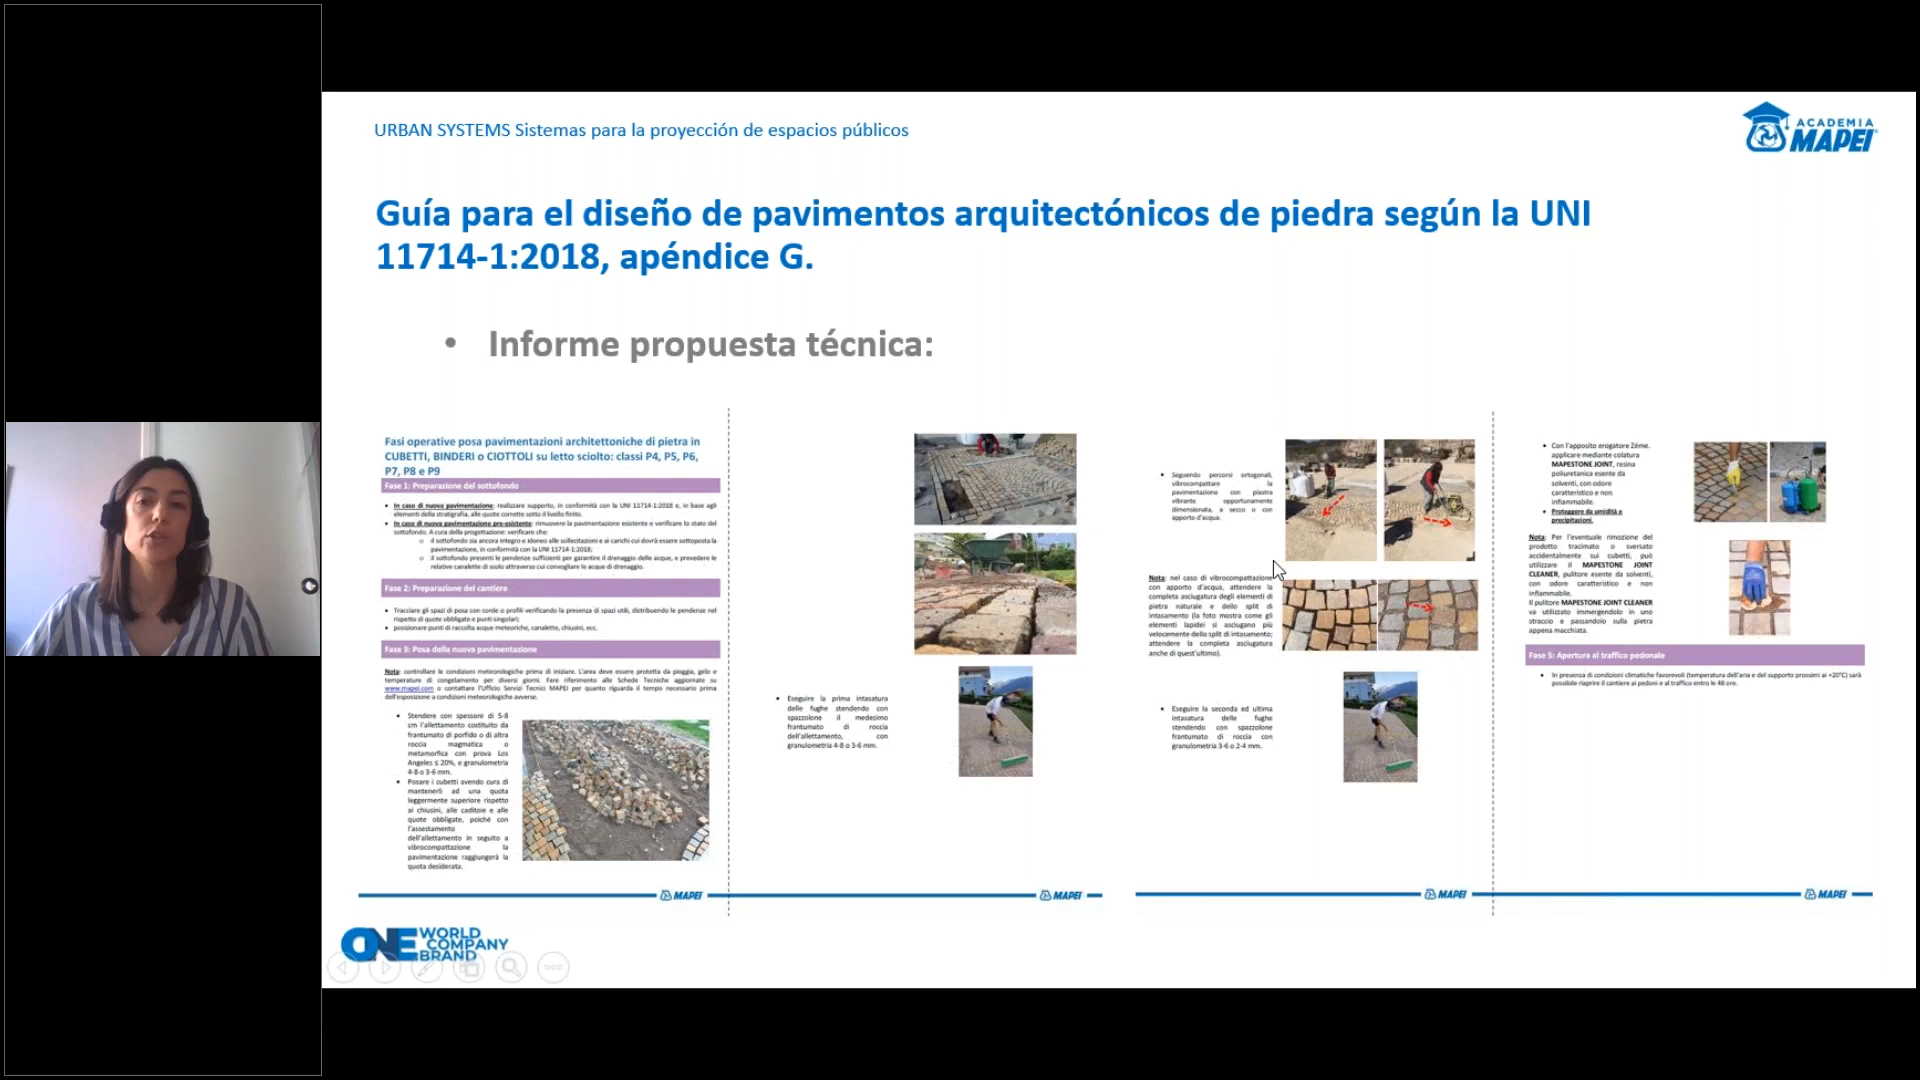 URBAN SYSTEMS Sistemas para la proyección de espacios públicos
ACADEMIA
MAPEI
Guía para el diseño de pavimentos arquitectónicos de piedra según la UNI
11714-1:2018, apéndice G.
• Informe propuesta técnica:
Fasi operative posa pavimentazioni architettoniche di pietra in
CUBETTI, BINDERI o CIOTTOLI su letto sciolto: classi P4, P5, P6,
P7, P8 e P9
Fase 1: Preparazione del sottofondo
• In caso di nuova pavimentazione: realizzare supporto, in conformità con la UNI 11714-1:2018 e, in base agli
elementi della stratigrafia, alle quote corrette sotto il livello finito.
• In caso di nuova pavimentazione pre-esistente: rimuovere la pavimentazione esistente e verificare lo stato del
sottofondo. A cura della progettazione: verificare che:
o il sottofondo sia ancora integro e idoneo alle sollecitazioni e ai carichi cui dovrà essere sottoposta la
pavimentazione, in conformità con la UNI 11714-1:2018;
o il sottofondo presenti le pendenze sufficienti per garantire il drenaggio delle acque, e prevedere le
relative canalette di scolo attraverso cui convogliare le acque di drenaggio.
Fase 2: Preparazione del cantiere
• Tracciare gli spazi di posa con corde o profili verificando la presenza di spazi utili, distribuendo le pendenze nel
rispetto di quote obbligate e punti singolari;
• posizionare punti di raccolta acque meteoriche, canalette, chiusini, ecc.
Fase 3: Posa della nuova pavimentazione
Nota: controllare le condizioni meteorologiche prima di iniziare. L'area deve essere protetta da pioggia, gelo e
temperature di congelamento per diversi giorni. Fare riferimento alle Schede Tecniche aggiornate su
www.mapei.com o contattare l'Ufficio Servizi Tecnici MAPEI per quanto riguarda il tempo necessario prima
dell'esposizione a condizioni meteorologiche avverse.
• Stendere con spessore di 5-8
cm l'allettamento costituito da
frantumato di porfido o di altra
roccia magmatica o
metamorfica con prova Los
Angeles ≤ 20%, e granulometria
4-8 o 3-6 mm.
• Posare i cubetti avendo cura di
mantenerli ad una quota
leggermente superiore rispetto
ai chiusini, alle caditoie e alle
quote obbligate, poiché con
l'assestamento
dell'allettamento in seguito a
vibrocompattazione la
pavimentazione raggiungerà la
quota desiderata.
MAPEI
• Eseguire la prima intasatura
delle fughe stendendo con
spazzolone il medesimo
frantumato di roccia
dell'allettamento, con
granulometria 4-8 o 3-6 mm.
MAPEI
• Seguendo percorsi ortogonali,
vibrocompattare la
pavimentazione con piastra
vibrante opportunamente
dimensionata, a secco o con
apporto d'acqua.
Nota: nel caso di vibrocompattazione
con apporto d'acqua, attendere la
completa asciugatura degli elementi di
pietra naturale e dello split di
intasamento (la foto mostra come gli
elementi lapidei si asciugano più
velocemente dello split di intasamento;
attendere la completa asciugatura
anche di quest'ultimo).
• Eseguire la seconda ed ultima
intasatura delle fughe
stendendo con spazzolone
frantumato di roccia con
granulometria 3-6 o 2-4 mm.
MAPEI
• Con l'apposito erogatore Zëme,
applicare mediante colatura
MAPESTONE JOINT, resina
poliuretanica esente da
solventi, con odore
caratteristico e non
infiammabile.
• Proteggere da umidità e
precipitazioni.
Nota: Per l'eventuale rimozione del
prodotto tracimato o sversato
accidentalmente sui cubetti, può
utilizzare il MAPESTONE JOINT
CLEANER, pulitore esente da solventi,
con odore caratteristico e non
infiammabile.
Il pulitore MAPESTONE JOINT CLEANER
va utilizzato immergendolo in uno
straccio e passandolo sulla pietra
appena macchiata.
Fase 5: Apertura al traffico pedonale
• In presenza di condizioni climatiche favorevoli (temperatura dell'aria e del supporto prossimi ai +20°C) sarà
possibile riaprire il cantiere ai pedoni e al traffico entro le 48 ore.
MAPEI
ONE WORLD
COMPANY
BRAND